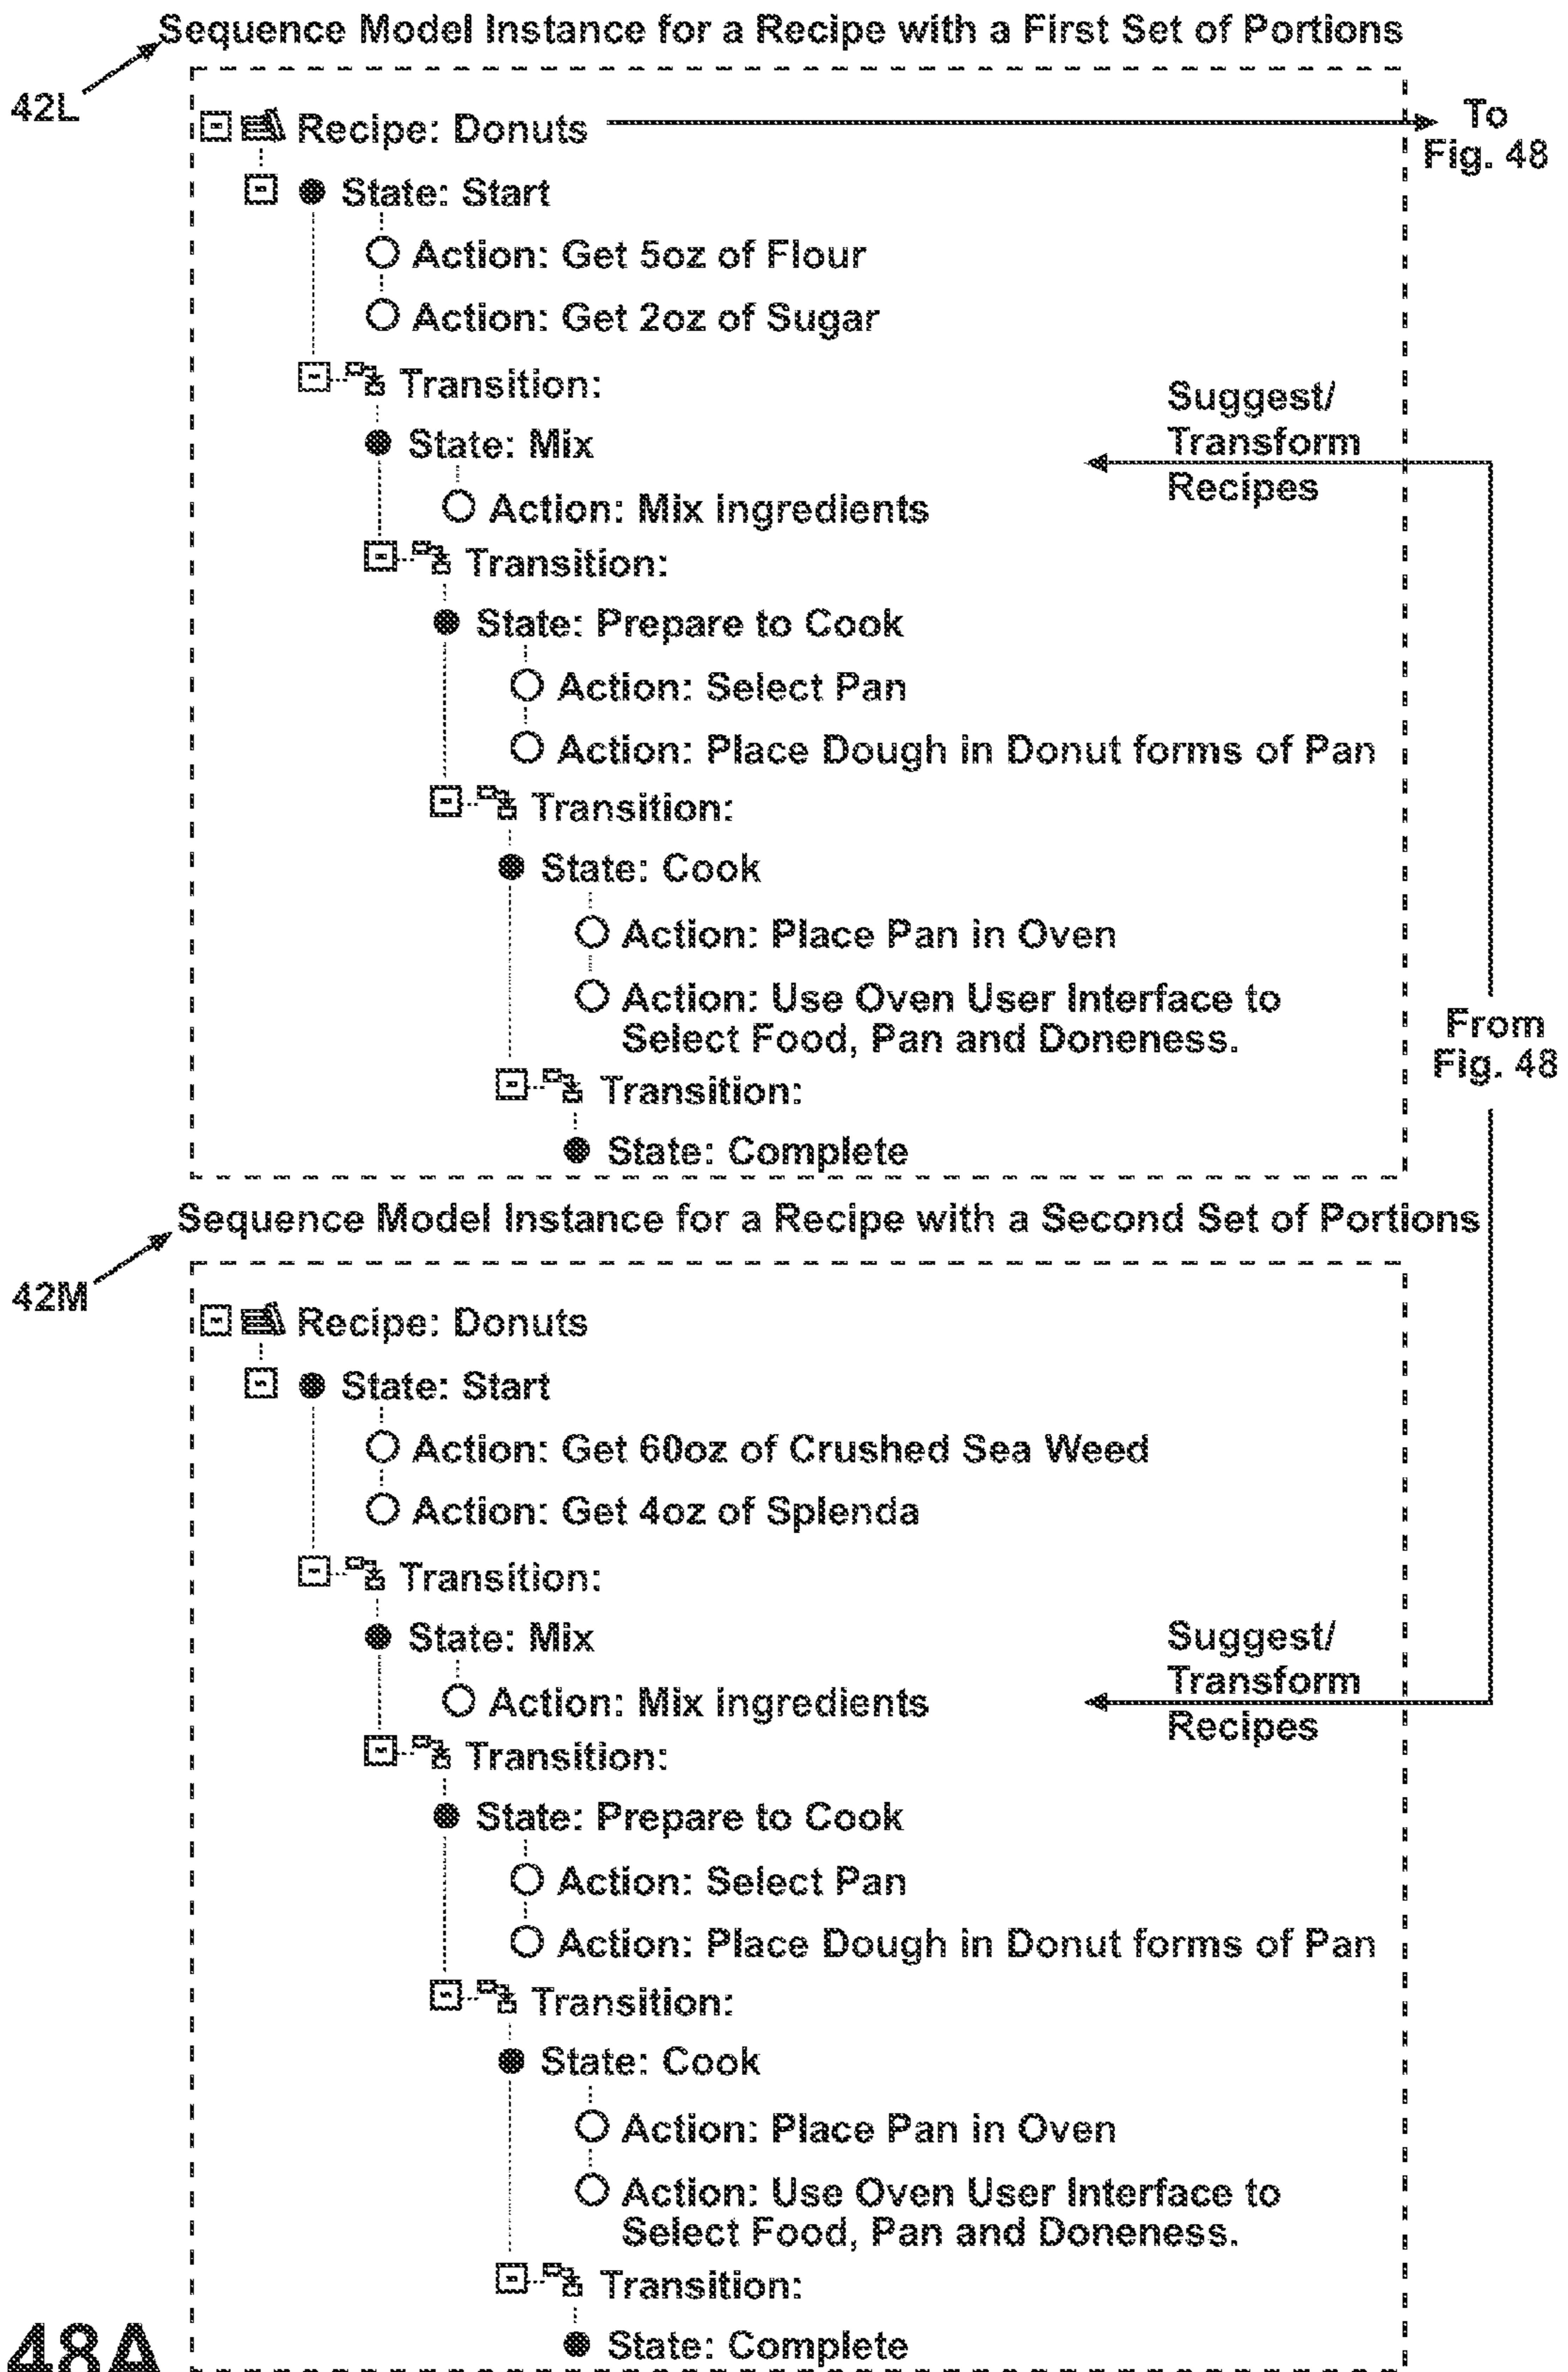 Sequence Model Instance for a Recipe with a First Set of Portions
42L
Recipe: Donuts
To
Fig. 48
State: Start
Action: Get 5oz of Flour
Action: Get 2oz of Sugar
Transition:
Suggest/
Transform
Recipes
State: Mix
Action: Mix ingredients
Transition:
State: Prepare to Cook
Action: Select Pan
Action: Place Dough in Donut forms of Pan
Transition:
State: Cook
Action: Place Pan in Oven
Action: Use Oven User Interface to
Select Food, Pan and Doneness.
From
Fig. 48
Transition:
State: Complete
Sequence Model Instance for a Recipe with a Second Set of Portions
42M
Recipe: Donuts
State: Start
Action: Get 60oz of Crushed Sea Weed
Action: Get 4oz of Splenda
Transition:
State: Mix
Suggest/
Transform
Recipes
Action: Mix ingredients
Transition:
State: Prepare to Cook
Action: Select Pan
Action: Place Dough in Donut forms of Pan
Transition:
State: Cook
Action: Place Pan in Oven
Action: Use Oven User Interface to
Select Food, Pan and Doneness.
Transition:
State: Complete
48A